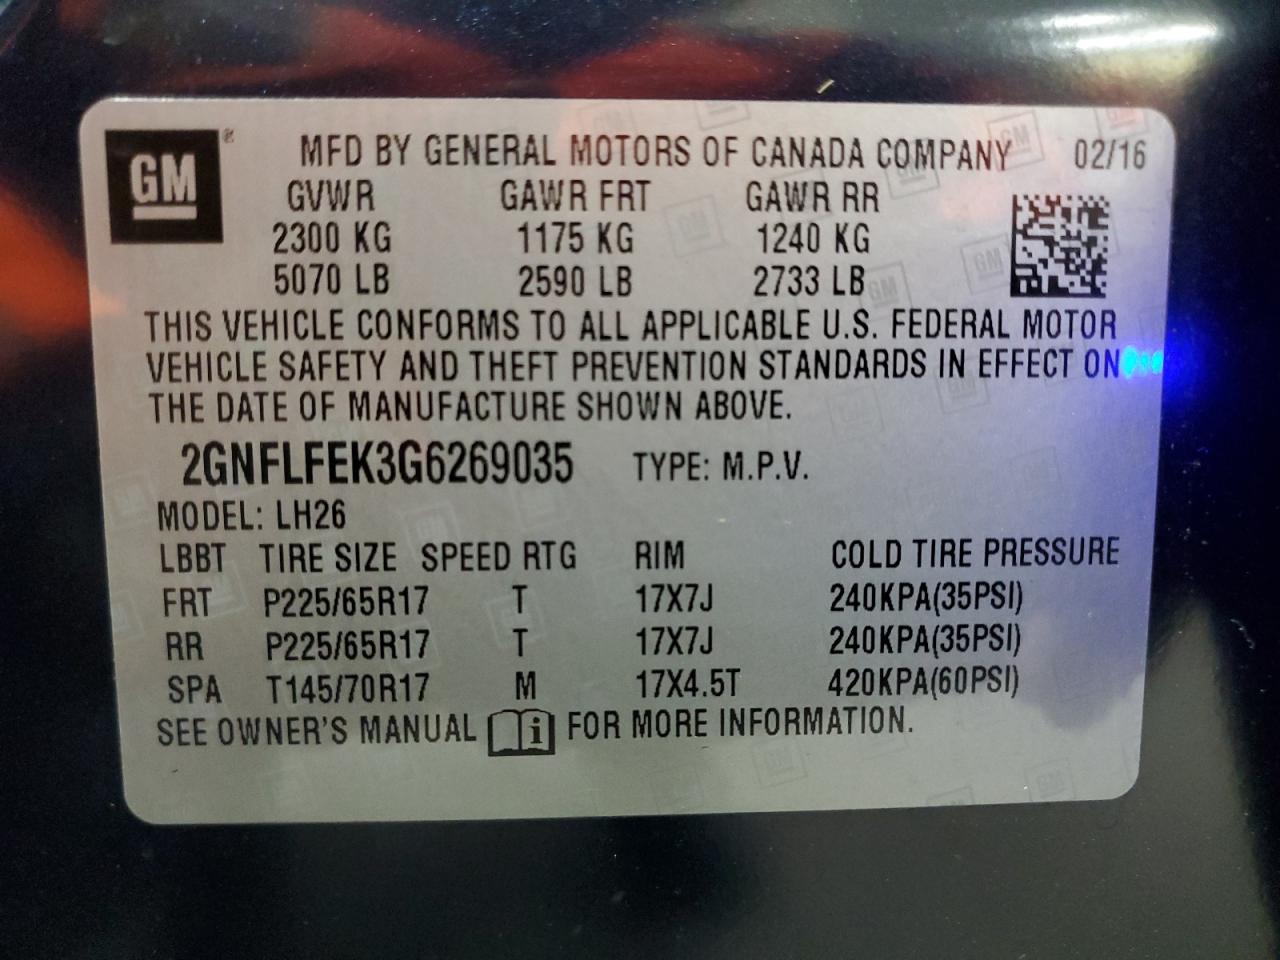 GM ®
MFD BY GENERAL MOTORS OF CANADA COMPANY 02/16
GVWR GAWR FRT GAWR RR
2300 KG 1175 KG 1240 KG
5070 LB 2590 LB 2733 LB
THIS VEHICLE CONFORMS TO ALL APPLICABLE U.S. FEDERAL MOTOR
VEHICLE SAFETY AND THEFT PREVENTION STANDARDS IN EFFECT ON
THE DATE OF MANUFACTURE SHOWN ABOVE.
2GNFLFEK3G6269035 TYPE: M.P.V.
MODEL: LH26
LBBT TIRE SIZE SPEED RTG RIM COLD TIRE PRESSURE
FRT P225/65R17 T 17X7J 240KPA(35PSI)
RR P225/65R17 T 17X7J 240KPA(35PSI)
SPA T145/70R17 M 17X4.5T 420KPA(60PSI)
SEE OWNER'S MANUAL i FOR MORE INFORMATION.